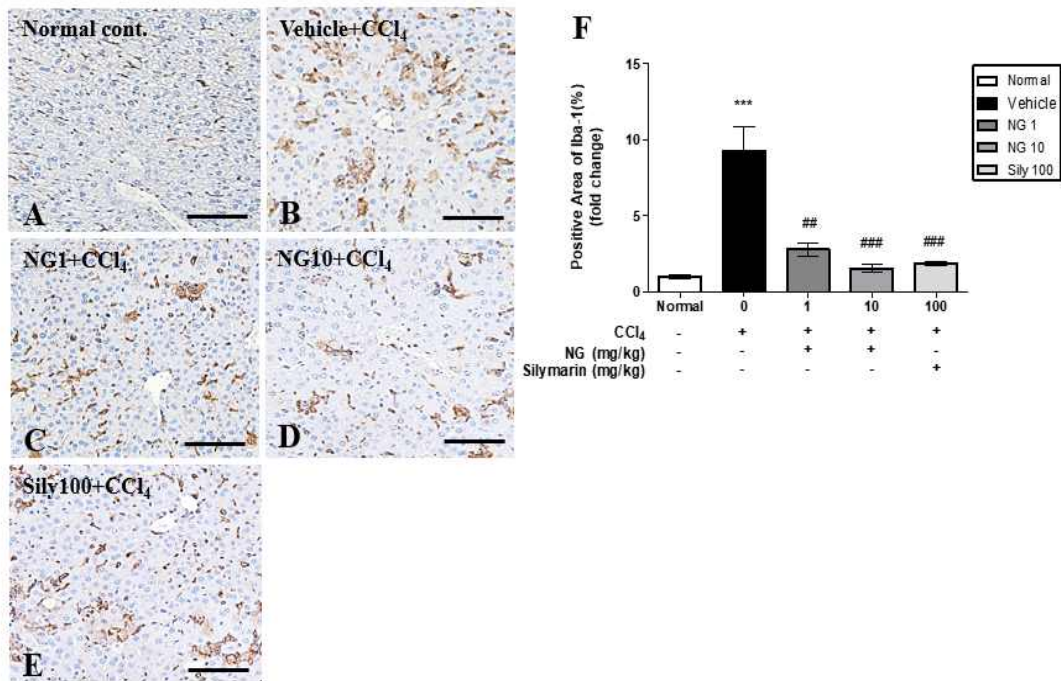 Normal cont.
A
Vehicle+CCl₄
B
NG1+CCl₄
C
NG10+CCl₄
D
Sily100+CCl₄
E
F
Positive Area of Iba-1(%)
(fold change)
15
10
5
0
***
##
###
###
Normal 0 1 10 100
CCl₄ - + + + +
NG (mg/kg) - - + + -
Silymarin (mg/kg) - - - - +
Normal
Vehicle
NG 1
NG 10
Sily 100